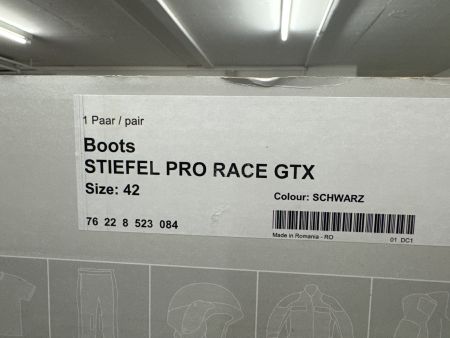 1 Paar / pair
Boots
STIEFEL PRO RACE GTX
Size: 42
Colour: SCHWARZ
76 22 8 523 084
Made in Romania - RO
01 DC1